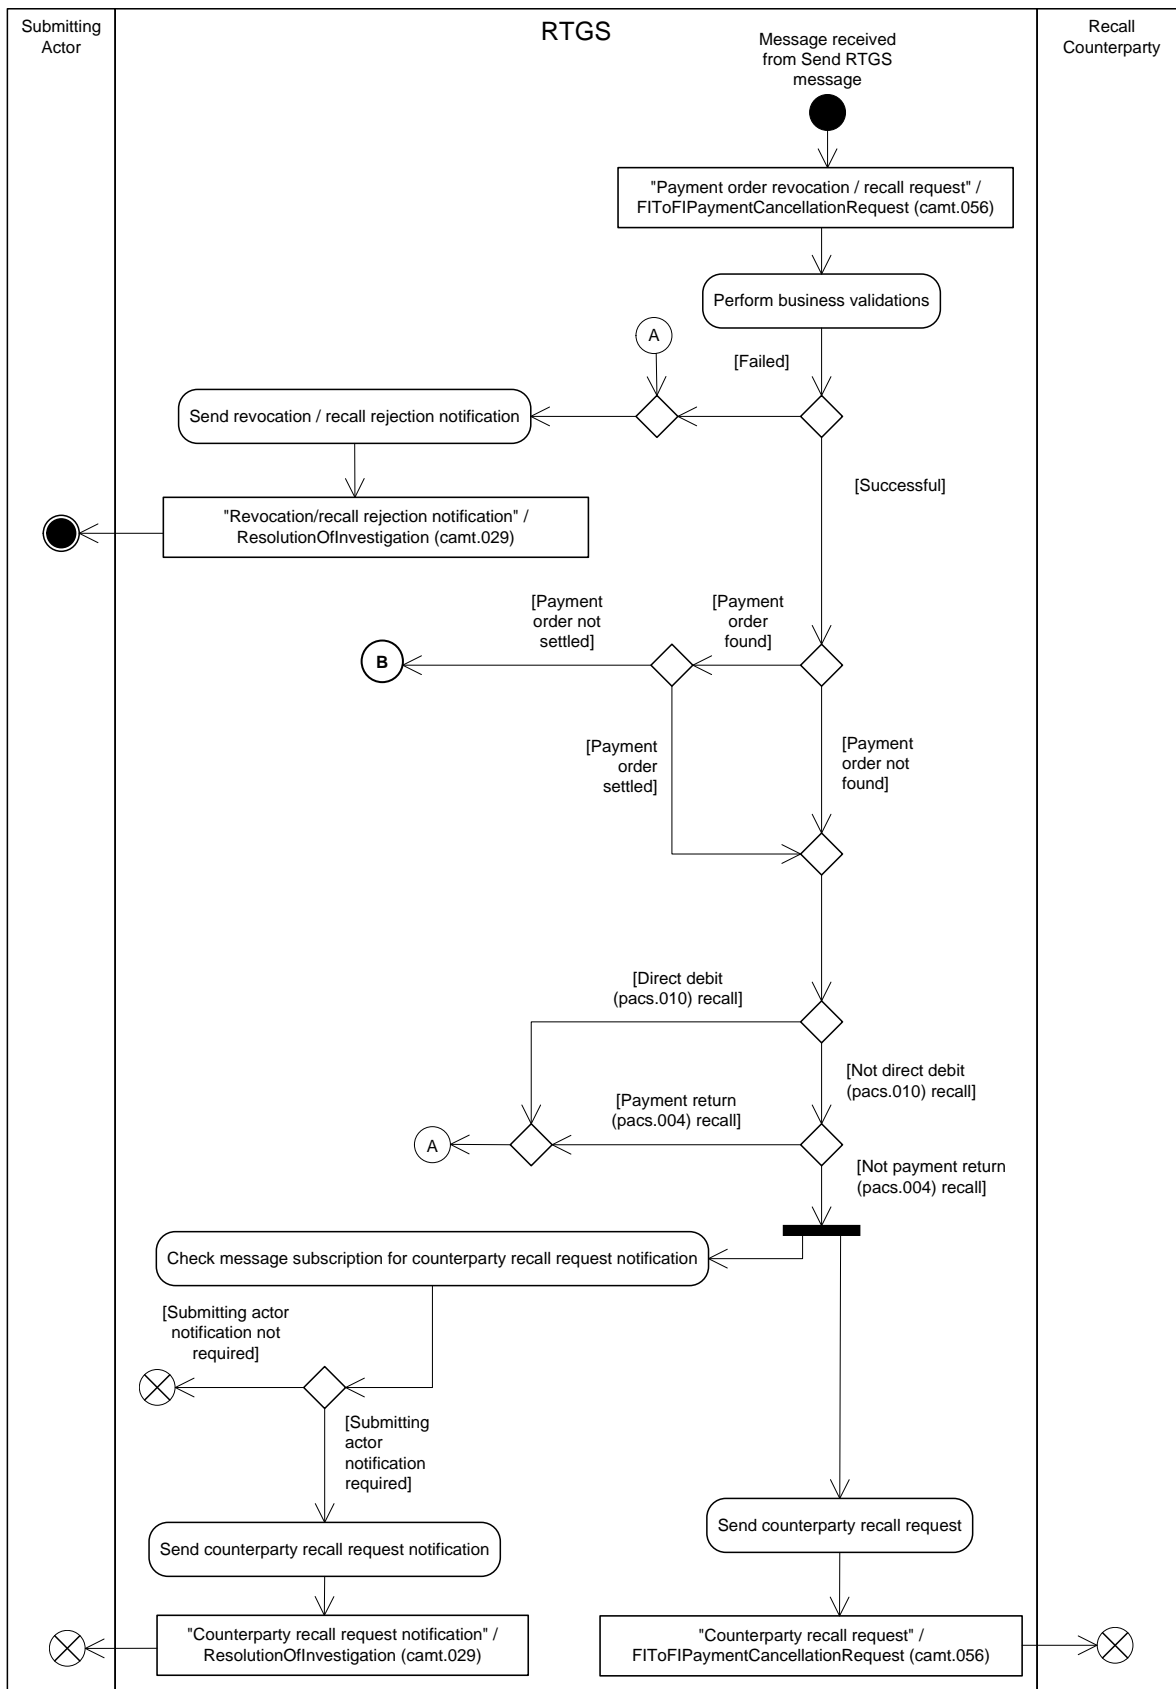 Submitting
Actor
RTGS
Recall
Counterparty
Message received
from Send RTGS
message
"Payment order revocation / recall request" /
FIToFIPaymentCancellationRequest (camt.056)
Perform business validations
A
[Failed]
Send revocation / recall rejection notification
[Successful]
"Revocation/recall rejection notification" /
ResolutionOfInvestigation (camt.029)
[Payment
order not
settled]
[Payment
order
found]
B
[Payment
order
settled]
[Payment
order not
found]
[Direct debit
(pacs.010) recall]
[Not direct debit
(pacs.010) recall]
[Payment return
(pacs.004) recall]
A
[Not payment return
(pacs.004) recall]
Check message subscription for counterparty recall request notification
[Submitting actor
notification not
required]
[Submitting
actor
notification
required]
Send counterparty recall request
Send counterparty recall request notification
"Counterparty recall request notification" /
ResolutionOfInvestigation (camt.029)
"Counterparty recall request" /
FIToFIPaymentCancellationRequest (camt.056)